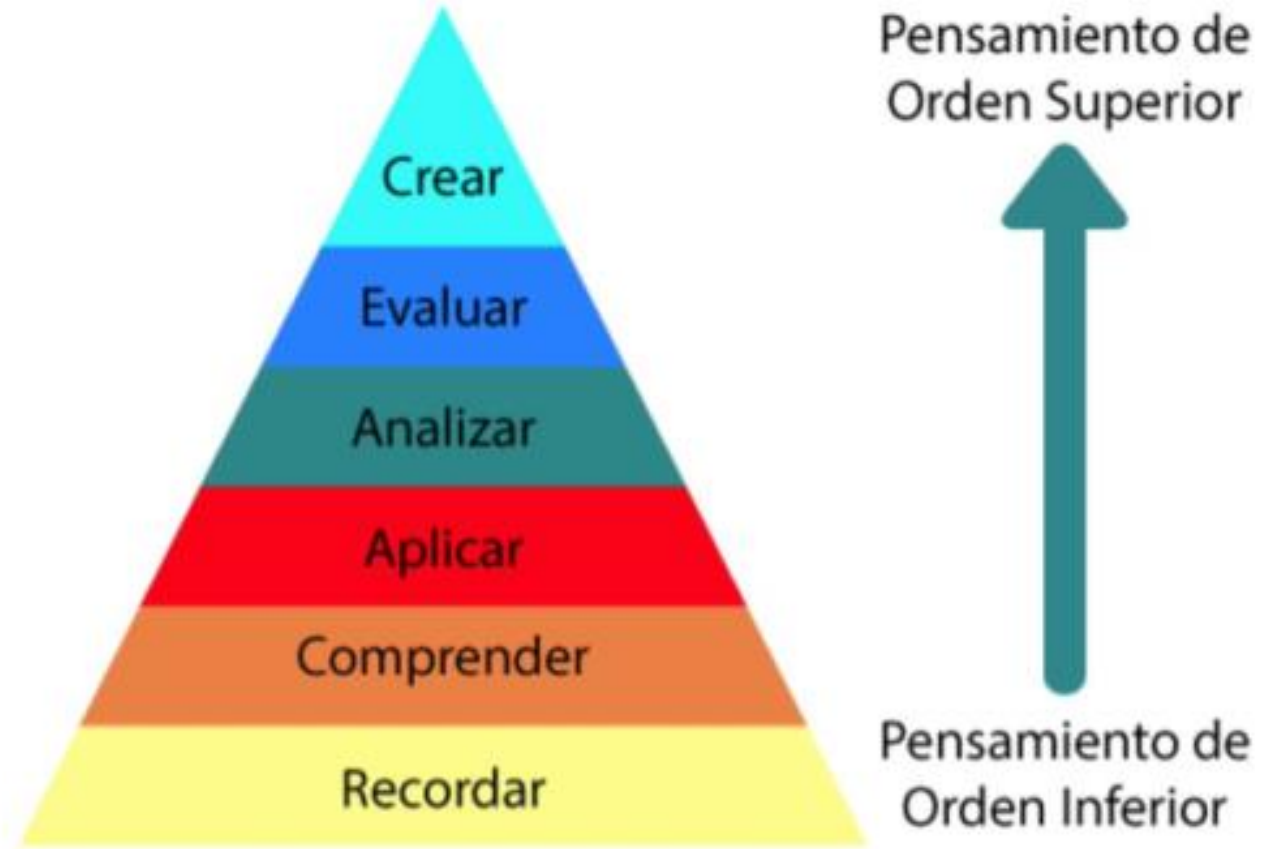 Crear
Evaluar
Analizar
Aplicar
Comprender
Recordar
Pensamiento de
Orden Superior
Pensamiento de
Orden Inferior